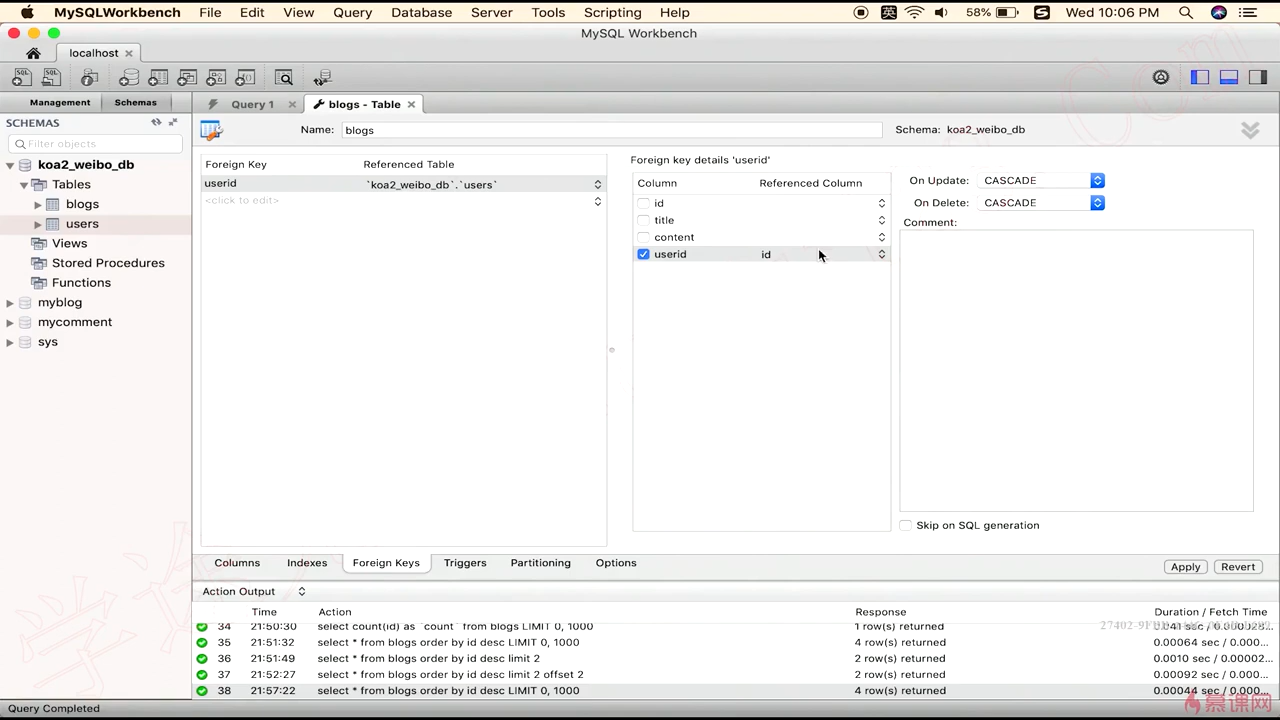 MySQLWorkbench File Edit View Query Database Server Tools Scripting Help 英 58% S Wed 10:06 PM
MySQL Workbench
localhost
Management Schemas
Query 1 blogs - Table
SCHEMAS
Filter objects
koa2_weibo_db
Tables
blogs
users
Views
Stored Procedures
Functions
myblog
mycomment
sys
Name: blogs Schema: koa2_weibo_db
Foreign Key Referenced Table
userid `koa2_weibo_db`.`users`
<click to edit>
Foreign key details 'userid'
Column Referenced Column
id
title
content
userid id
On Update: CASCADE
On Delete: CASCADE
Comment:
Skip on SQL generation
Columns Indexes Foreign Keys Triggers Partitioning Options Apply Revert
Action Output
Time Action Response Duration / Fetch Time
34 21:50:30 select count(id) as `count` from blogs LIMIT 0, 1000 1 row(s) returned
35 21:51:32 select * from blogs order by id desc LIMIT 0, 1000 4 row(s) returned 0.00064 sec / 0.000...
36 21:51:49 select * from blogs order by id desc limit 2 2 row(s) returned 0.0010 sec / 0.00002...
37 21:52:27 select * from blogs order by id desc limit 2 offset 2 2 row(s) returned 0.00092 sec / 0.000...
38 21:57:22 select * from blogs order by id desc LIMIT 0, 1000 4 row(s) returned 0.00044 sec / 0.000...
Query Completed
慕课网